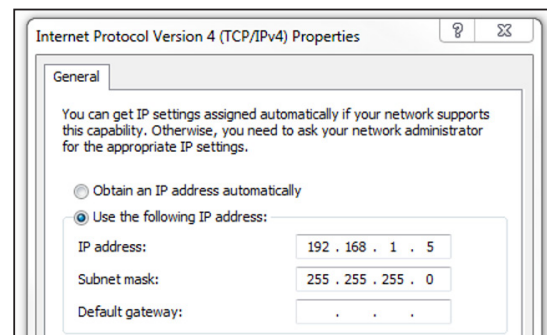 Internet Protocol Version 4 (TCP/IPv4) Properties
General
You can get IP settings assigned automatically if your network supports
this capability. Otherwise, you need to ask your network administrator
for the appropriate IP settings.
Obtain an IP address automatically
Use the following IP address:
IP address: 192 . 168 . 1 . 5
Subnet mask: 255 . 255 . 255 . 0
Default gateway: . . .